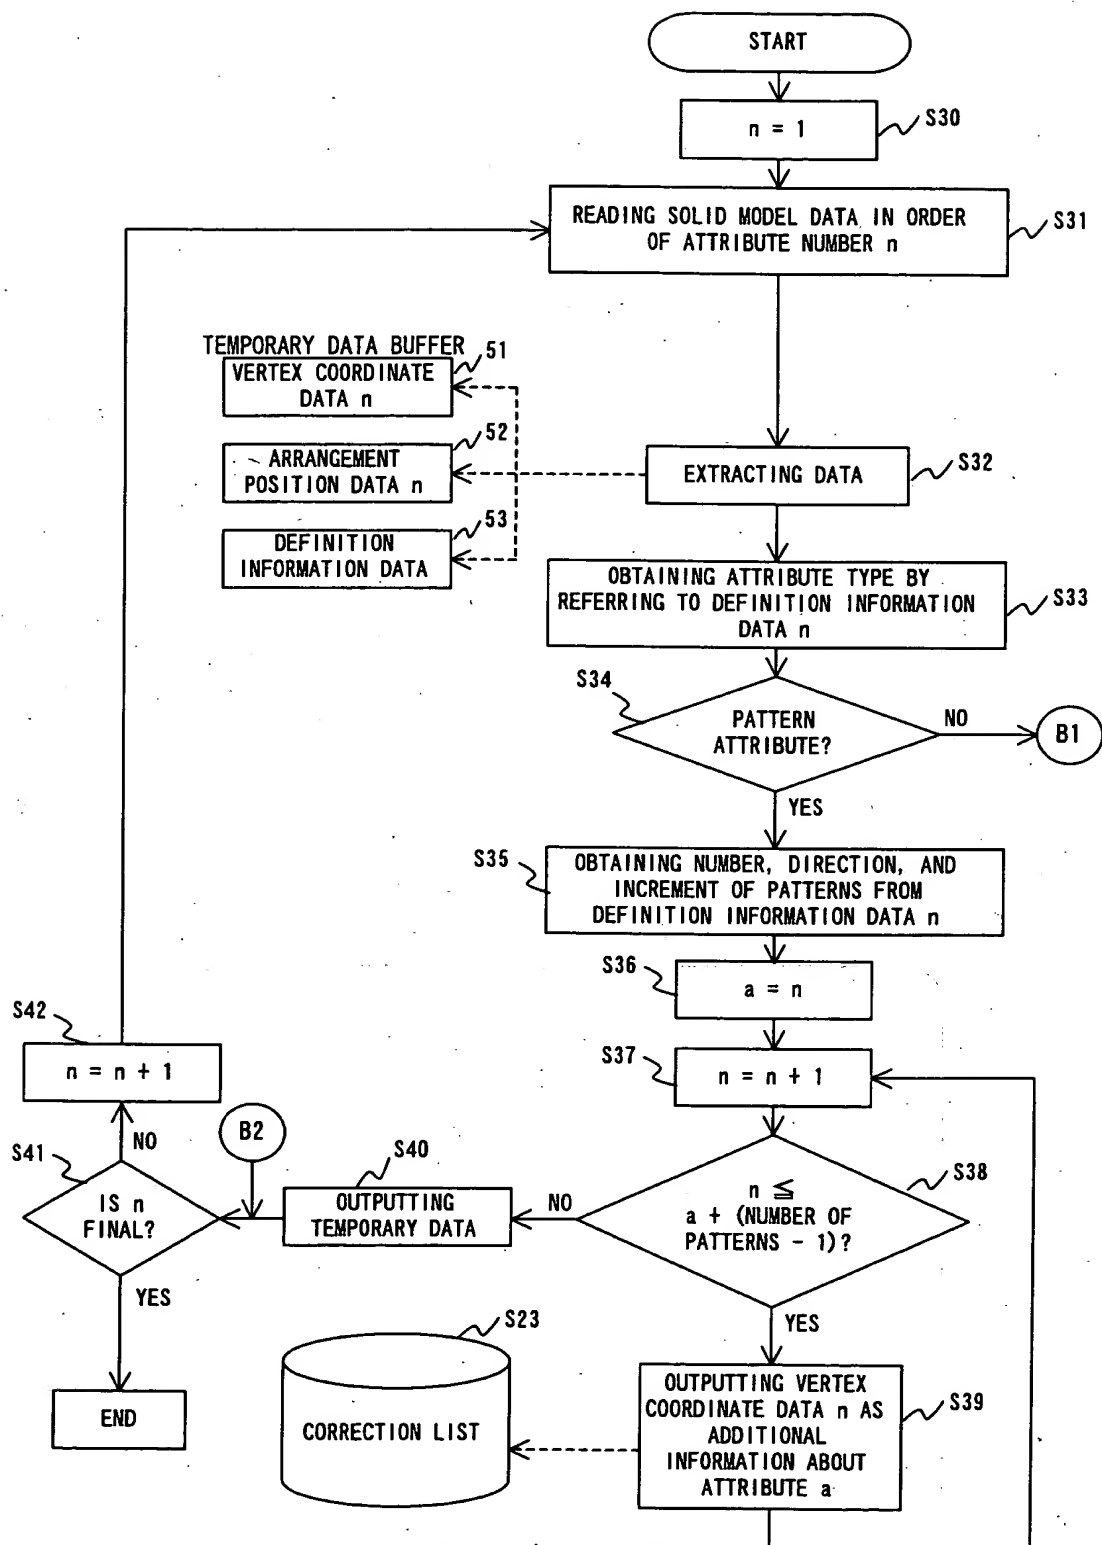 START
n = 1
S30
READING SOLID MODEL DATA IN ORDER
OF ATTRIBUTE NUMBER n
S31
TEMPORARY DATA BUFFER
51
VERTEX COORDINATE
DATA n
52
ARRANGEMENT
POSITION DATA n
EXTRACTING DATA
S32
53
DEFINITION
INFORMATION DATA
OBTAINING ATTRIBUTE TYPE BY
REFERRING TO DEFINITION INFORMATION
DATA n
S33
S34
PATTERN
ATTRIBUTE?
NO
B1
YES
S35
OBTAINING NUMBER, DIRECTION, AND
INCREMENT OF PATTERNS FROM
DEFINITION INFORMATION DATA n
S36
a = n
S42
n = n + 1
S37
n = n + 1
NO
B2
S41
IS n
FINAL?
S40
OUTPUTTING
TEMPORARY DATA
NO
S38
n ≦
a + (NUMBER OF
PATTERNS - 1)?
YES
YES
S23
CORRECTION LIST
END
OUTPUTTING VERTEX
COORDINATE DATA n AS
ADDITIONAL
INFORMATION ABOUT
ATTRIBUTE a
S39